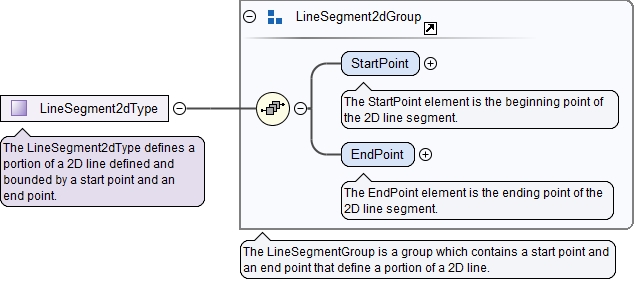 LineSegment2dGroup
StartPoint
The StartPoint element is the beginning point of
the 2D line segment.
LineSegment2dType
The LineSegment2dType defines a
portion of a 2D line defined and
bounded by a start point and an
end point.
EndPoint
The EndPoint element is the ending point of the
2D line segment.
The LineSegmentGroup is a group which contains a start point and
an end point that define a portion of a 2D line.